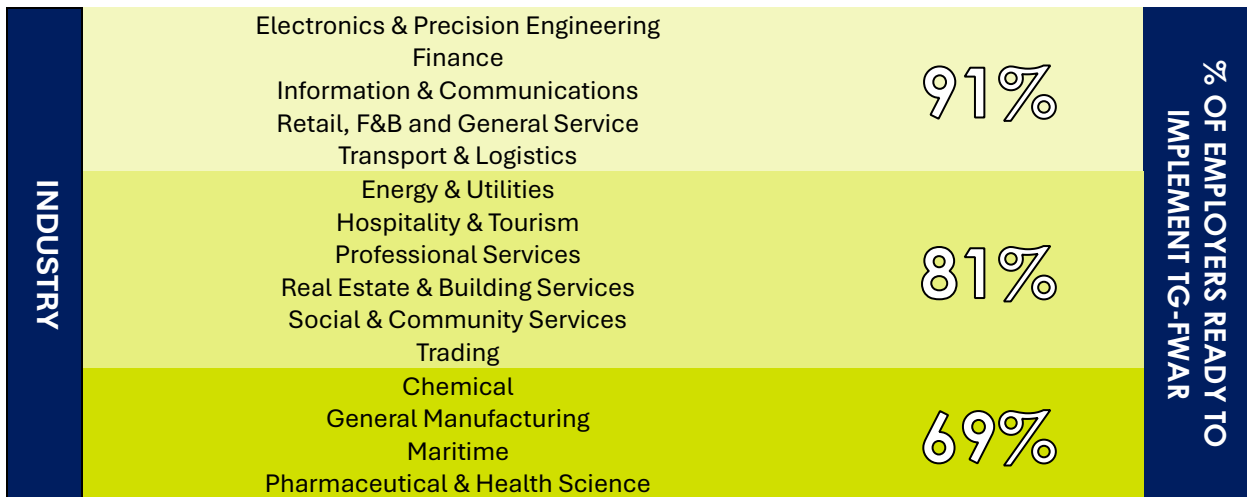 INDUSTRY
Electronics & Precision Engineering
Finance
Information & Communications
Retail, F&B and General Service
Transport & Logistics
91%
Energy & Utilities
Hospitality & Tourism
Professional Services
Real Estate & Building Services
Social & Community Services
Trading
81%
Chemical
General Manufacturing
Maritime
Pharmaceutical & Health Science
69%
% OF EMPLOYERS READY TO
IMPLEMENT TG-FWAR